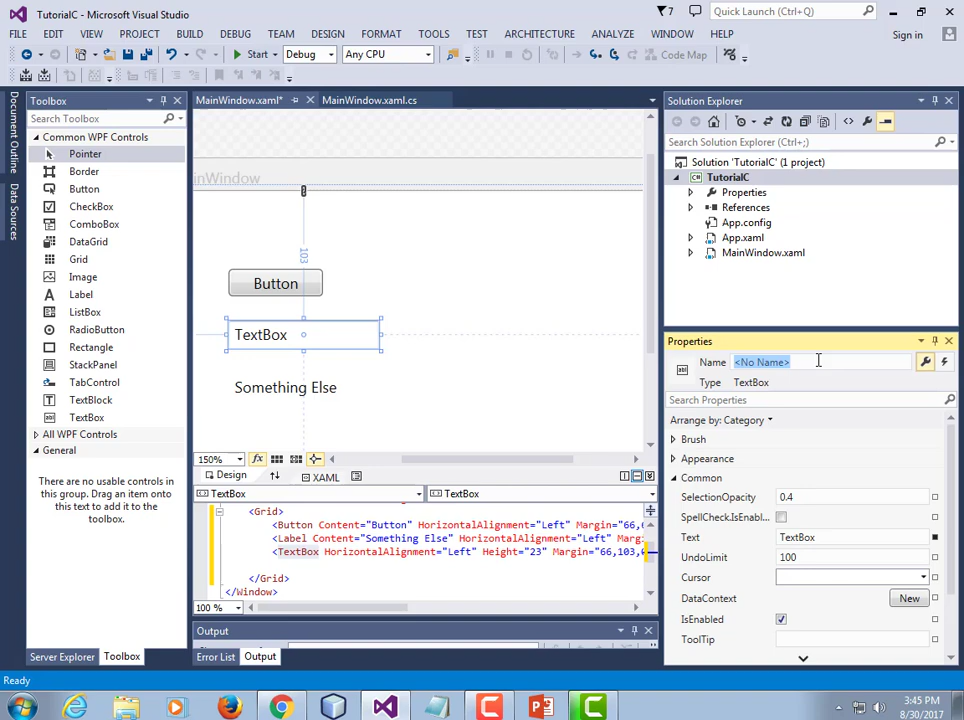 TutorialC - Microsoft Visual Studio
7
Quick Launch (Ctrl+Q)
FILE EDIT VIEW PROJECT BUILD DEBUG TEAM DESIGN FORMAT TOOLS TEST ARCHITECTURE ANALYZE WINDOW HELP
Sign in
Start Debug Any CPU Code Map
Document Outline
Data Sources
Toolbox
Search Toolbox
Common WPF Controls
Pointer
Border
Button
CheckBox
ComboBox
DataGrid
Grid
Image
Label
ListBox
RadioButton
Rectangle
StackPanel
TabControl
TextBlock
TextBox
All WPF Controls
General
There are no usable controls in
this group. Drag an item onto
this text to add it to the
toolbox.
Server Explorer Toolbox
MainWindow.xaml* MainWindow.xaml.cs
inWindow
103
Button
TextBox
Something Else
150% fx
Design XAML
TextBox TextBox
<Grid>
<Button Content="Button" HorizontalAlignment="Left" Margin="66,
<Label Content="Something Else" HorizontalAlignment="Left" Marg
<TextBox HorizontalAlignment="Left" Height="23" Margin="66,103,
</Grid>
</Window>
100 %
Output
Error List Output
Solution Explorer
Search Solution Explorer (Ctrl+;)
Solution 'TutorialC' (1 project)
TutorialC
Properties
References
App.config
App.xaml
MainWindow.xaml
Properties
Name <No Name>
Type TextBox
Search Properties
Arrange by: Category
Brush
Appearance
Common
SelectionOpacity 0.4
SpellCheck.IsEnabl...
Text TextBox
UndoLimit 100
Cursor
DataContext New
IsEnabled
ToolTip
Ready
3:45 PM
8/30/2017